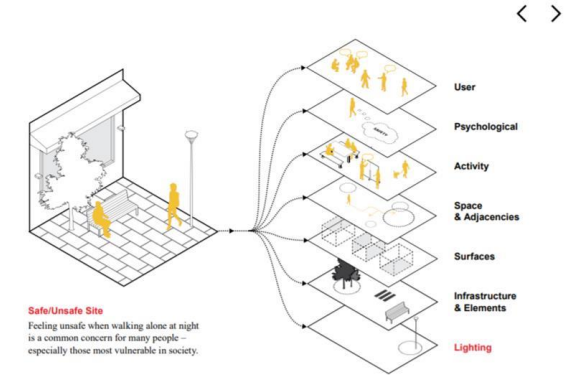 User
Psychological
Activity
Space
& Adjacencies
Surfaces
Infrastructure
& Elements
Lighting
Safe/Unsafe Site
Feeling unsafe when walking alone at night
is a common concern for many people –
especially those most vulnerable in society.